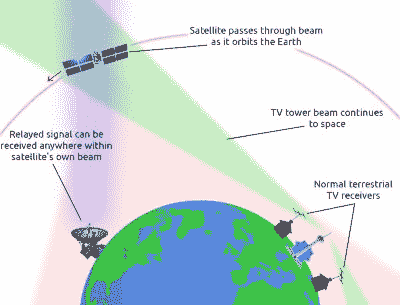 Satellite passes through beam
as it orbits the Earth
TV tower beam continues
to space
Relayed signal can be
received anywhere within
satellite's own beam
Normal terrestrial
TV receivers